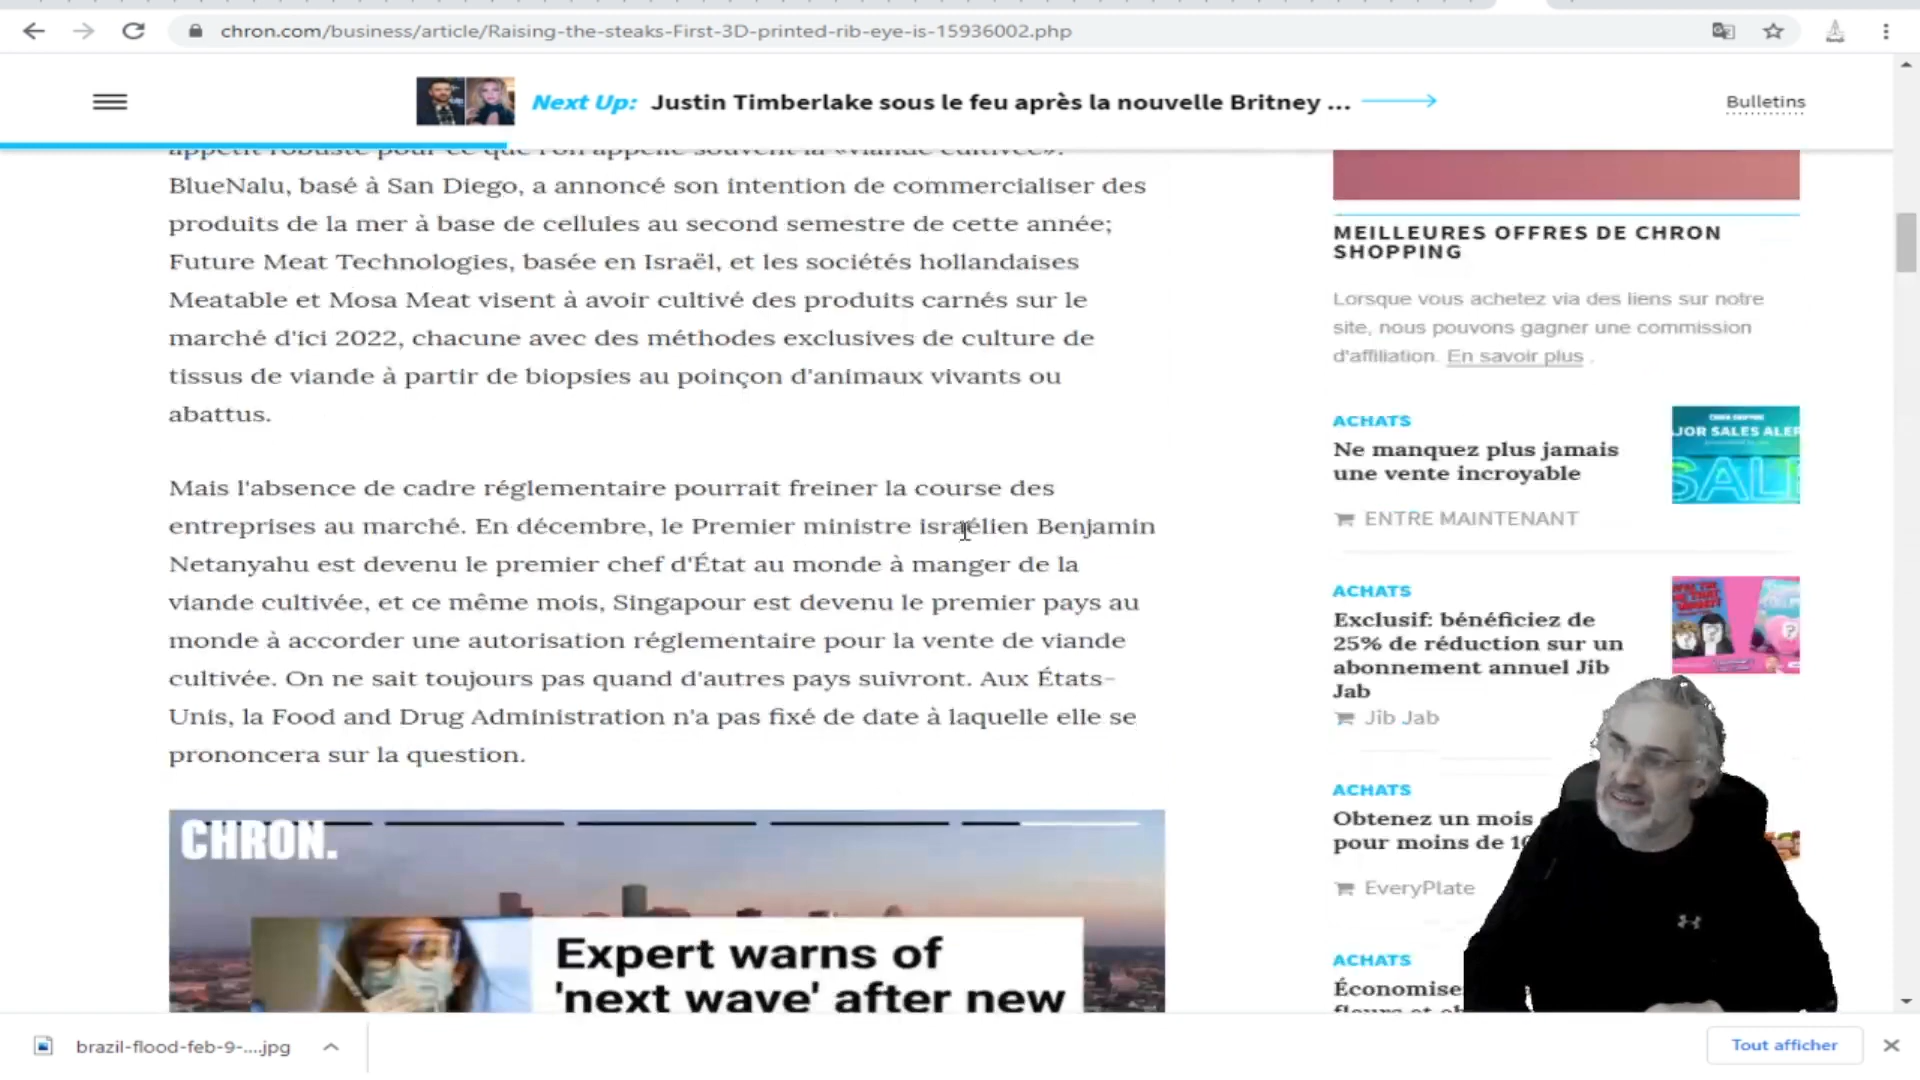 chron.com/business/article/Raising-the-steaks-First-3D-printed-rib-eye-is-15936002.php
Next Up: Justin Timberlake sous le feu après la nouvelle Britney ...
Bulletins
appétit robuste pour ce que l'on appelle souvent la «viande cultivée».
BlueNalu, basé à San Diego, a annoncé son intention de commercialiser des
produits de la mer à base de cellules au second semestre de cette année;
Future Meat Technologies, basée en Israël, et les sociétés hollandaises
Meatable et Mosa Meat visent à avoir cultivé des produits carnés sur le
marché d'ici 2022, chacune avec des méthodes exclusives de culture de
tissus de viande à partir de biopsies au poinçon d'animaux vivants ou
abattus.
Mais l'absence de cadre réglementaire pourrait freiner la course des
entreprises au marché. En décembre, le Premier ministre israélien Benjamin
Netanyahu est devenu le premier chef d'État au monde à manger de la
viande cultivée, et ce même mois, Singapour est devenu le premier pays au
monde à accorder une autorisation réglementaire pour la vente de viande
cultivée. On ne sait toujours pas quand d'autres pays suivront. Aux États-
Unis, la Food and Drug Administration n'a pas fixé de date à laquelle elle se
prononcera sur la question.
CHRON.
Expert warns of
'next wave' after new
MEILLEURES OFFRES DE CHRON
SHOPPING
Lorsque vous achetez via des liens sur notre
site, nous pouvons gagner une commission
d'affiliation. En savoir plus .
ACHATS
Ne manquez plus jamais
une vente incroyable
ENTRE MAINTENANT
JOR SALES ALER
SALE
ACHATS
Exclusif: bénéficiez de
25% de réduction sur un
abonnement annuel Jib
Jab
Jib Jab
ACHATS
Obtenez un mois
pour moins de 10
EveryPlate
ACHATS
Économise
brazil-flood-feb-9-....jpg
Tout afficher